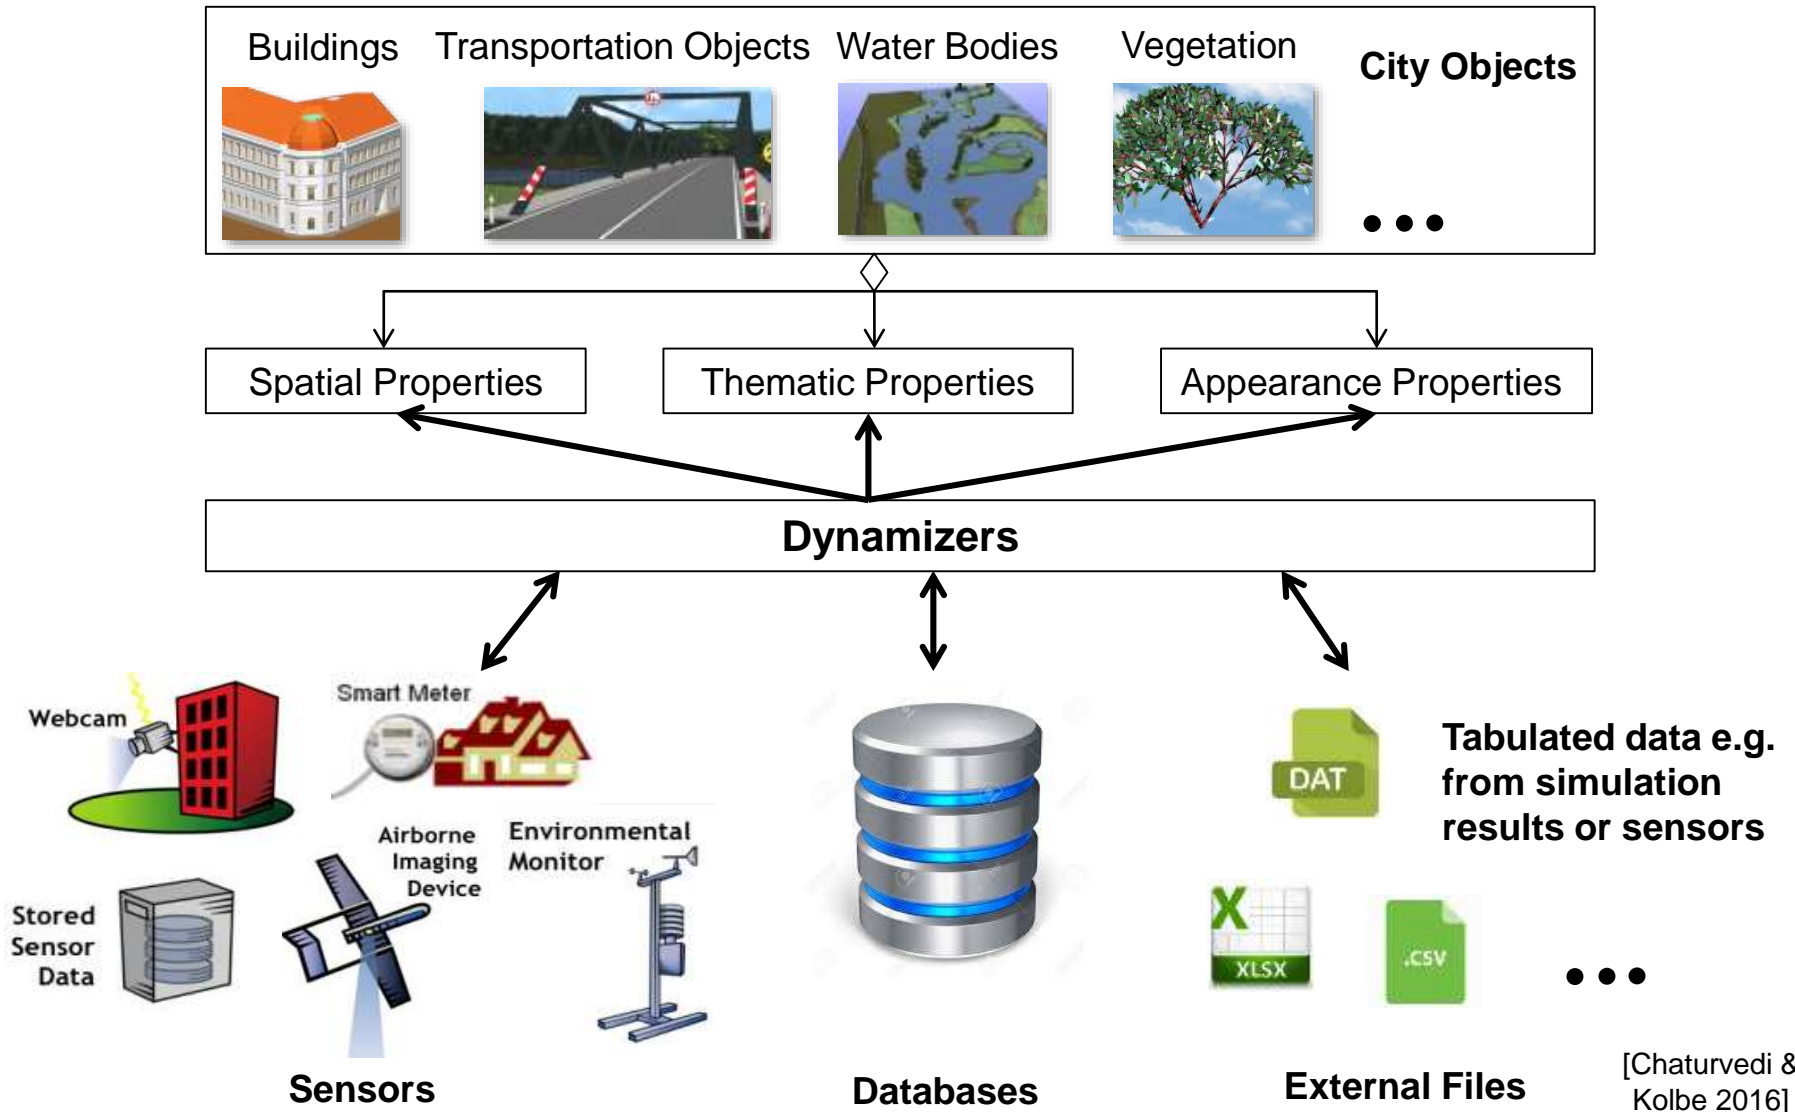 Buildings
Transportation Objects
Water Bodies
Vegetation
City Objects
Spatial Properties
Thematic Properties
Appearance Properties
Dynamizers
Webcam
Smart Meter
Airborne
Imaging
Device
Environmental
Monitor
Stored
Sensor
Data
Sensors
Databases
DAT
Tabulated data e.g.
from simulation
results or sensors
X
XLSX
.CSV
External Files
[Chaturvedi &
Kolbe 2016]